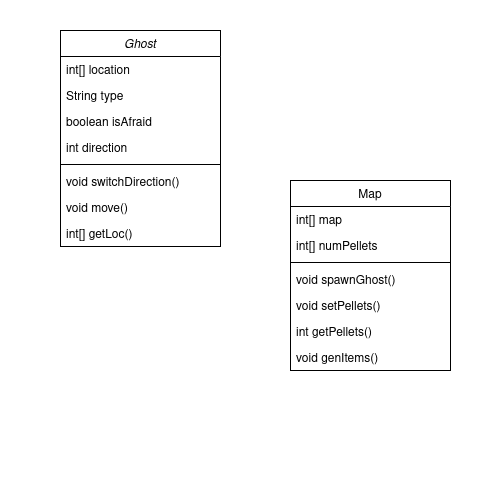 Ghost
int[] location
String type
boolean isAfraid
int direction
void switchDirection()
void move()
int[] getLoc()
Map
int[] map
int[] numPellets
void spawnGhost()
void setPellets()
int getPellets()
void genItems()